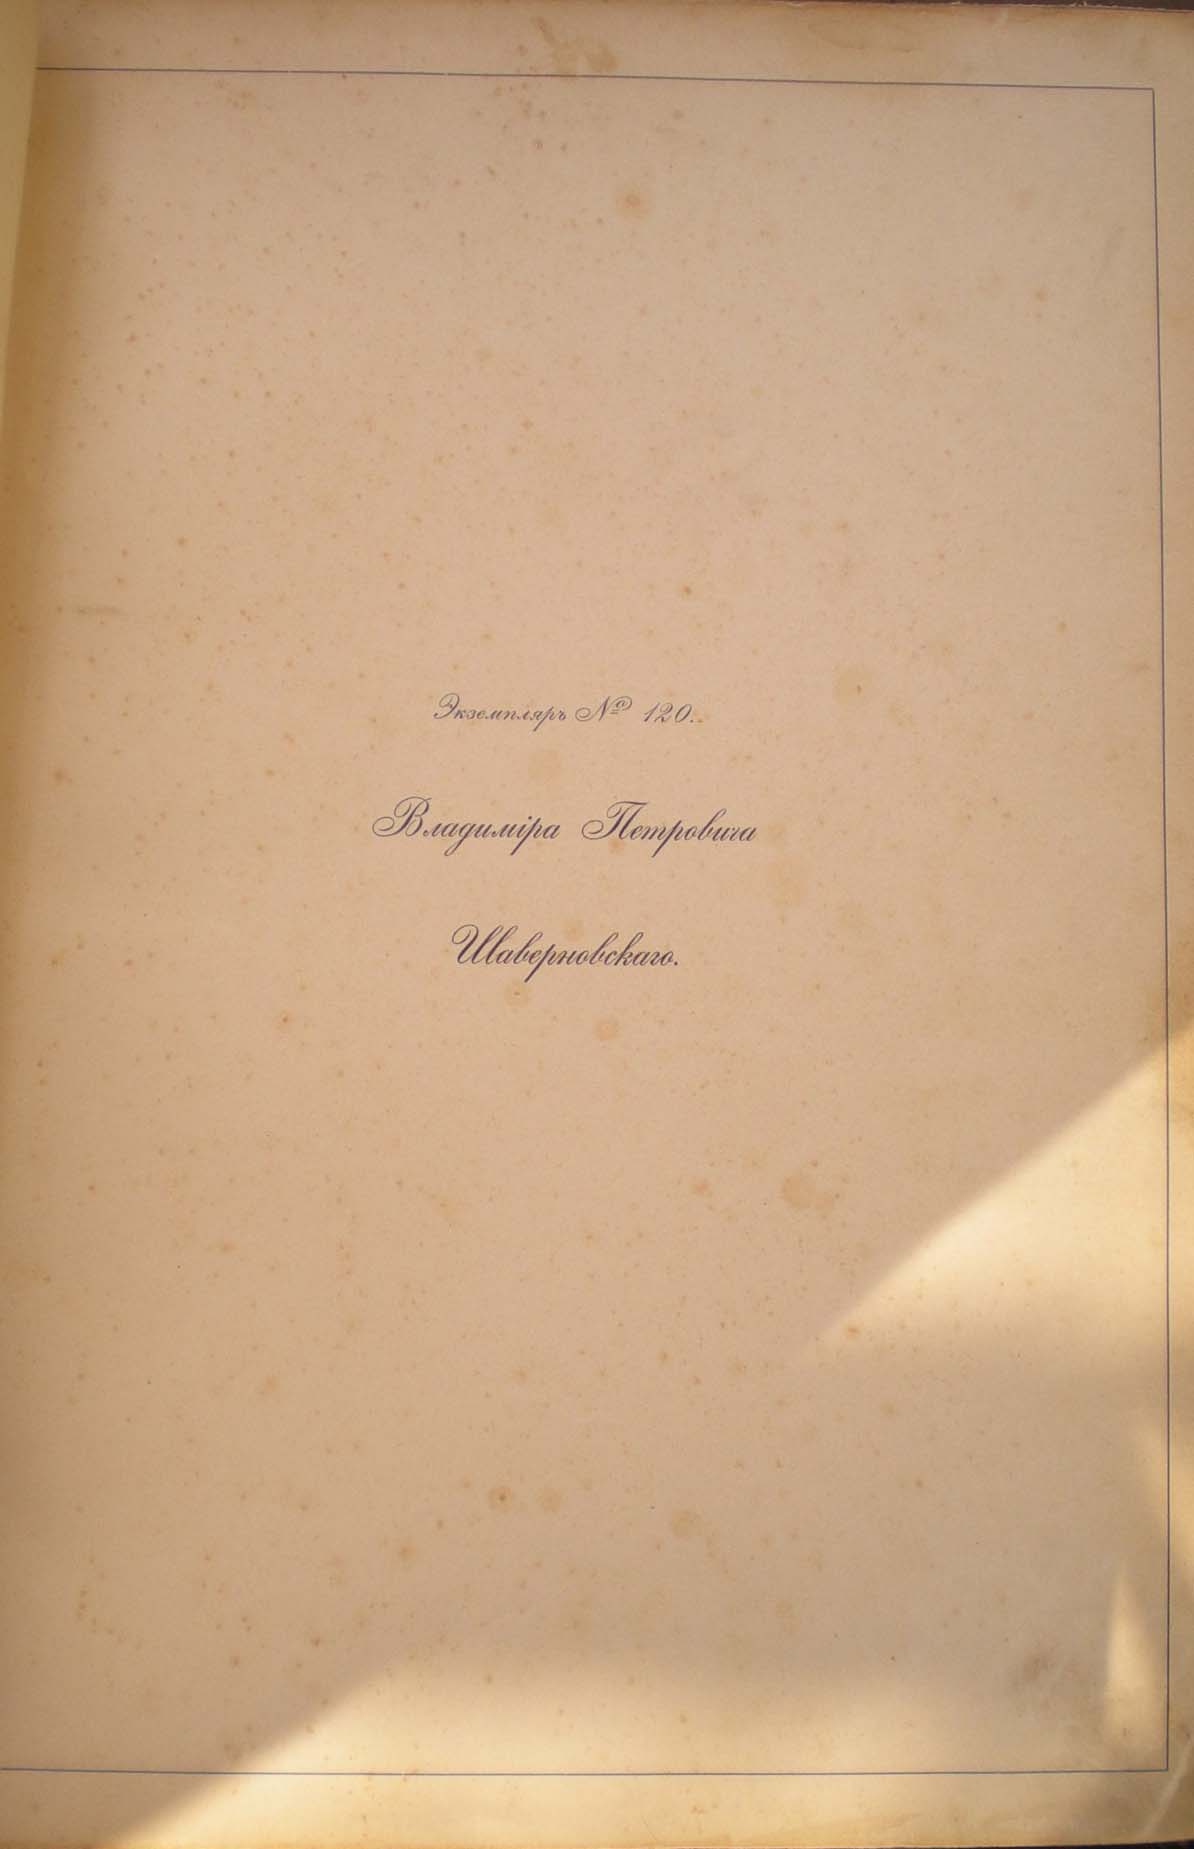 Экземпляръ № 120.
Владиміра Петровича
Шаверновскаго.